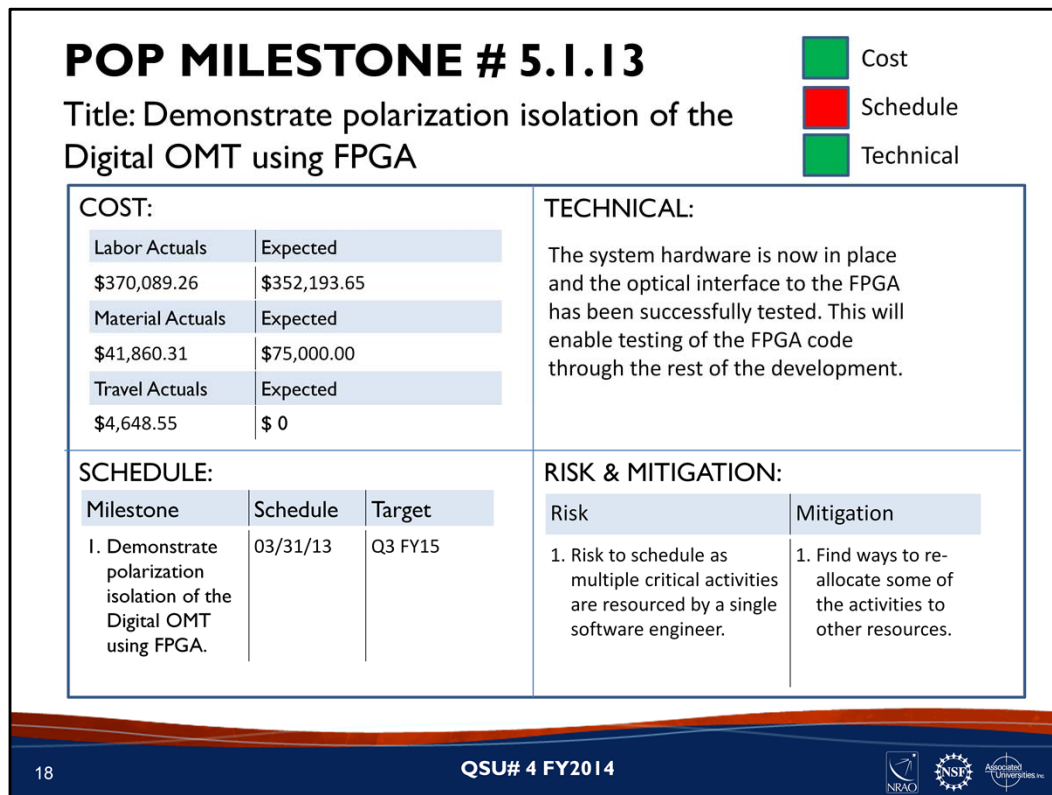 POP MILESTONE # 5.1.13
Title: Demonstrate polarization isolation of the
Digital OMT using FPGA
Cost
Schedule
Technical
COST:
Labor Actuals Expected
$370,089.26 $352,193.65
Material Actuals Expected
$41,860.31 $75,000.00
Travel Actuals Expected
$4,648.55 $ 0
TECHNICAL:
The system hardware is now in place
and the optical interface to the FPGA
has been successfully tested. This will
enable testing of the FPGA code
through the rest of the development.
SCHEDULE:
Milestone Schedule Target
1. Demonstrate 03/31/13 Q3 FY15
polarization
isolation of the
Digital OMT
using FPGA.
RISK & MITIGATION:
Risk Mitigation
1. Risk to schedule as 1. Find ways to re-
multiple critical activities allocate some of
are resourced by a single the activities to
software engineer. other resources.
18
QSU# 4 FY2014
NRAO
NSF
Associated
Universities, Inc